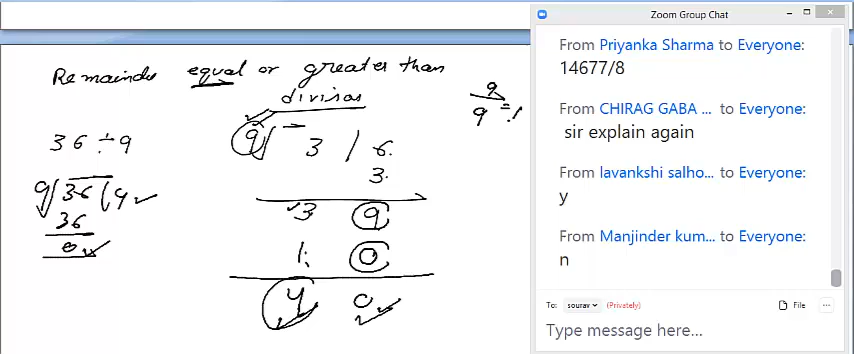 Remainder equal or greater than
divisor
36 ÷ 9
9 36 4
36
0
9 3 / 6
3
3 9
1 0
4 0
9
9 = 1
Zoom Group Chat
From Priyanka Sharma to Everyone:
14677/8
From CHIRAG GABA ... to Everyone:
sir explain again
From lavankshi salho... to Everyone:
y
From Manjinder kum... to Everyone:
n
To: sourav (Privately) File ...
Type message here...